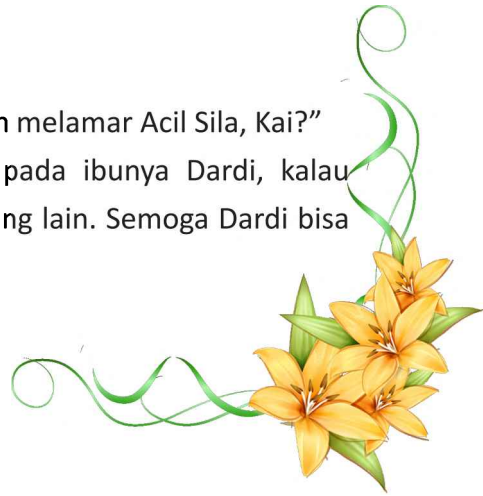 melamar Acil Sila, Kai?”
pada ibunya Dardi, kalau
ng lain. Semoga Dardi bisa